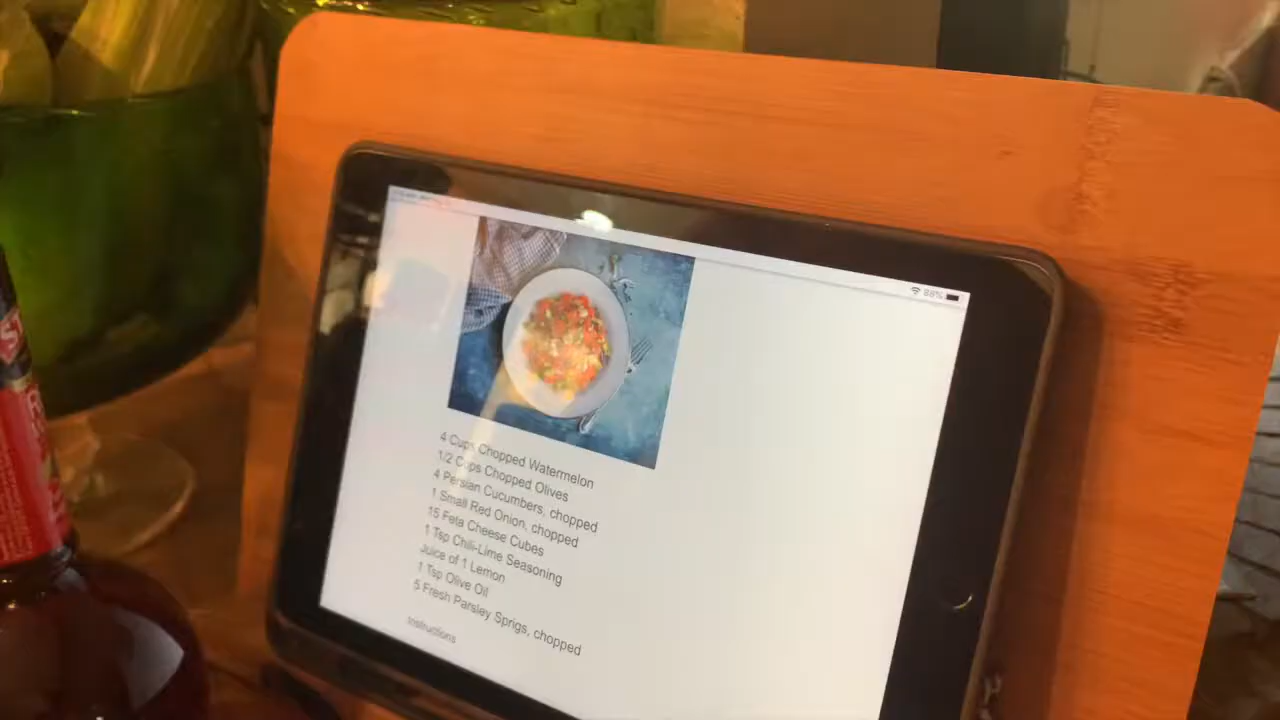 88%
4 Cups Chopped Watermelon
1/2 Cups Chopped Olives
4 Persian Cucumbers, chopped
1 Small Red Onion, chopped
15 Feta Cheese Cubes
1 Tsp Chili-Lime Seasoning
Juice of 1 Lemon
1 Tsp Olive Oil
5 Fresh Parsley Sprigs, chopped
Instructions
ST